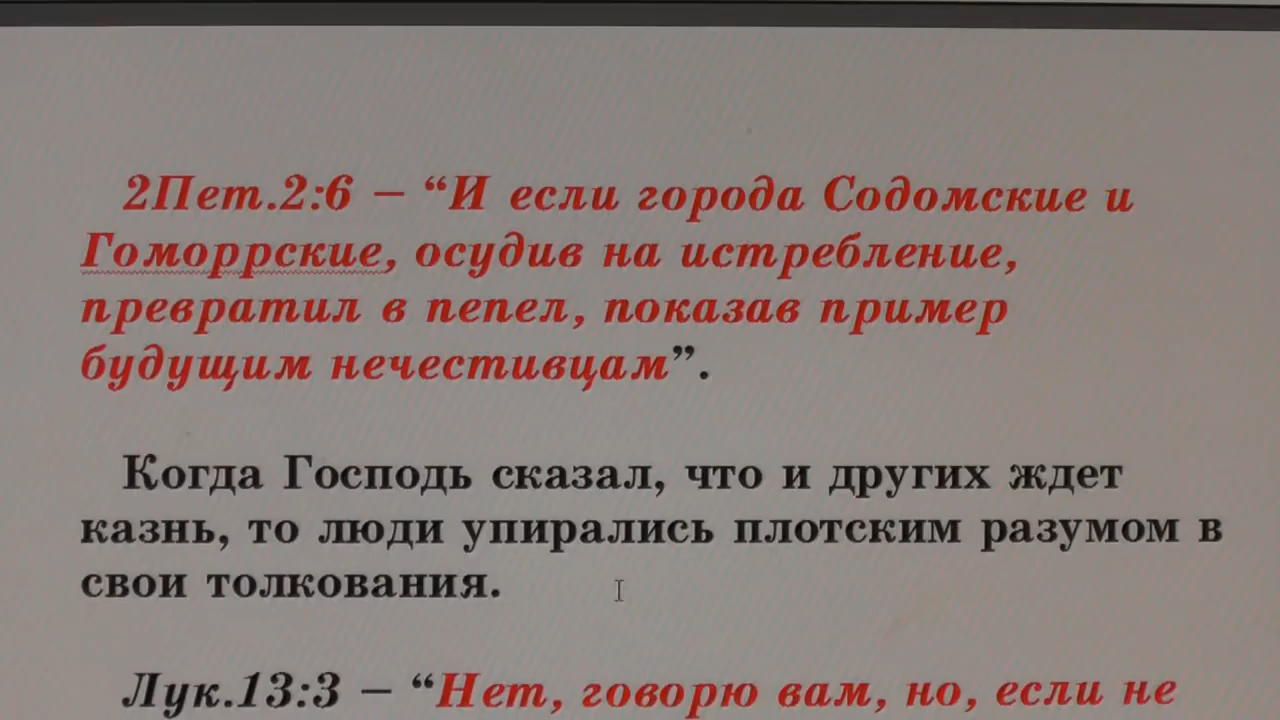 2Пет.2:6 – “И если города Содомские и
Гоморрские, осудив на истребление,
превратил в пепел, показав пример
будущим нечестивцам”.
Когда Господь сказал, что и других ждет
казнь, то люди упирались плотским разумом в
свои толкования.
Лук.13:3 – “Нет, говорю вам, но, если не